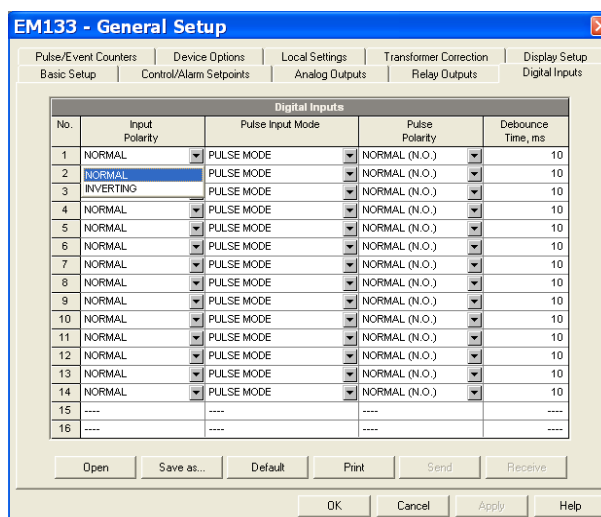 EM133 - General Setup
Pulse/Event Counters Device Options Local Settings Transformer Correction Display Setup
Basic Setup Control/Alarm Setpoints Analog Outputs Relay Outputs Digital Inputs
Digital Inputs
No. Input Polarity Pulse Input Mode Pulse Polarity Debounce Time, ms
1 NORMAL PULSE MODE NORMAL (N.O.) 10
2 NORMAL PULSE MODE NORMAL (N.O.) 10
3 INVERTING PULSE MODE NORMAL (N.O.) 10
4 NORMAL PULSE MODE NORMAL (N.O.) 10
5 NORMAL PULSE MODE NORMAL (N.O.) 10
6 NORMAL PULSE MODE NORMAL (N.O.) 10
7 NORMAL PULSE MODE NORMAL (N.O.) 10
8 NORMAL PULSE MODE NORMAL (N.O.) 10
9 NORMAL PULSE MODE NORMAL (N.O.) 10
10 NORMAL PULSE MODE NORMAL (N.O.) 10
11 NORMAL PULSE MODE NORMAL (N.O.) 10
12 NORMAL PULSE MODE NORMAL (N.O.) 10
13 NORMAL PULSE MODE NORMAL (N.O.) 10
14 NORMAL PULSE MODE NORMAL (N.O.) 10
15 ---- ---- ---- ----
16 ---- ---- ---- ----
Open Save as... Default Print Send Receive
OK Cancel Apply Help